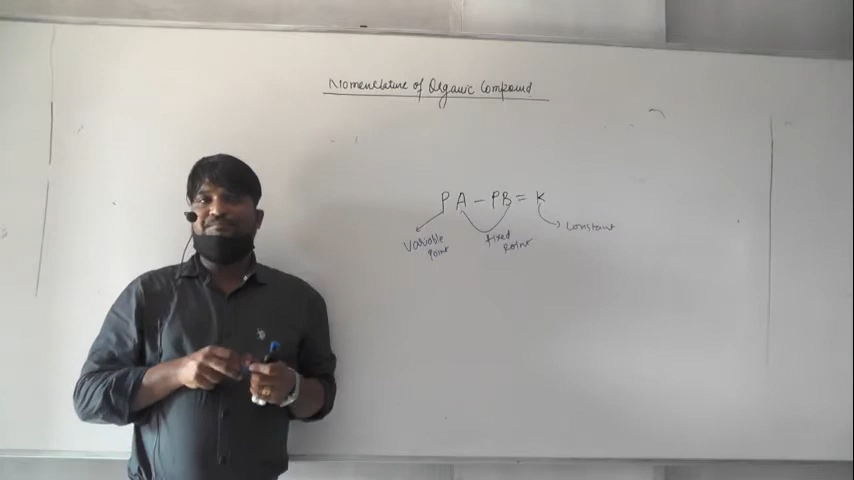 Nomenclature of Organic Compound
PA - PB = K
Variable point
fixed point
Constant